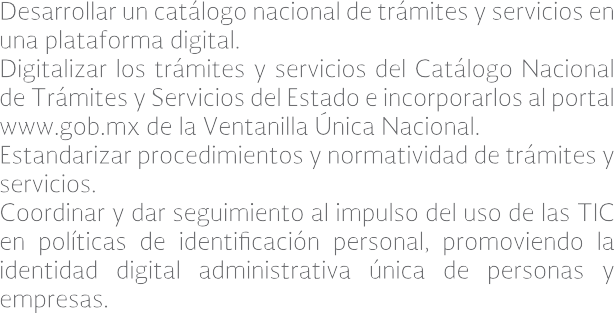 Desarrollar un catálogo nacional de trámites y servicios en
una plataforma digital.
Digitalizar los trámites y servicios del Catálogo Nacional
de Trámites y Servicios del Estado e incorporarlos al portal
www.gob.mx de la Ventanilla Única Nacional.
Estandarizar procedimientos y normatividad de trámites y
servicios.
Coordinar y dar seguimiento al impulso del uso de las TIC
en políticas de identificación personal, promoviendo la
identidad digital administrativa única de personas y
empresas.